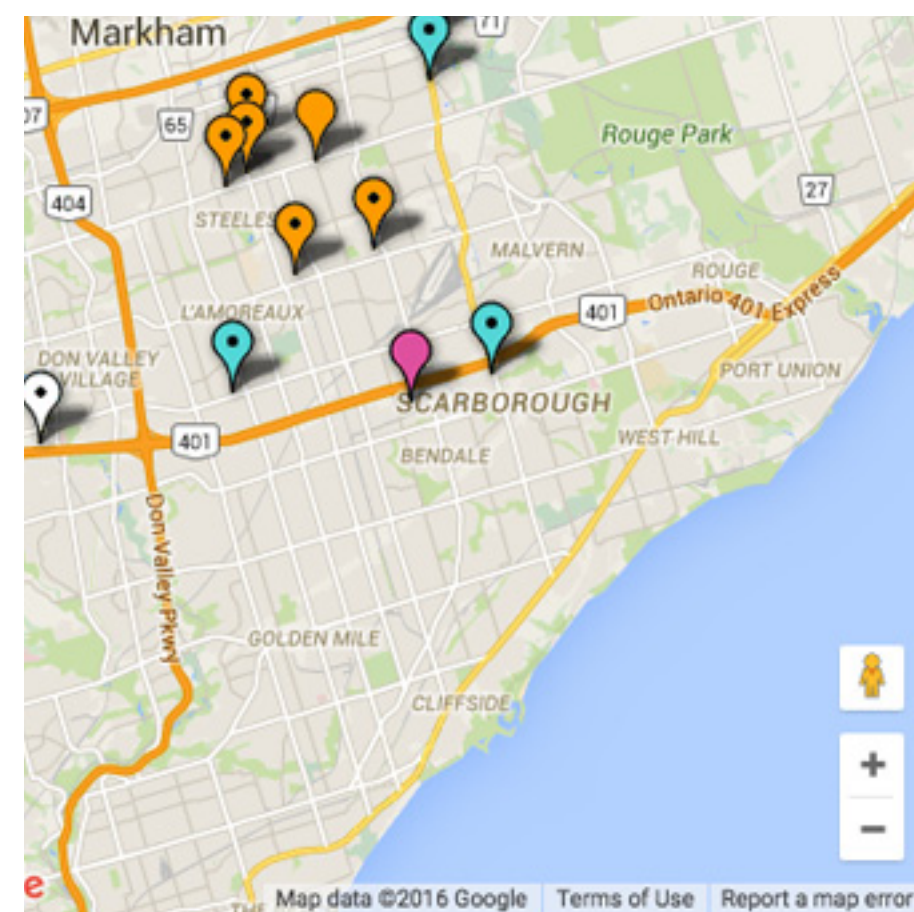 Markham
71
07
65
Rouge Park
404
27
STEELES
MALVERN
ROUGE
L'AMOREAUX
401
Ontario 401 Express
DON VALLEY
VILLAGE
PORT UNION
SCARBOROUGH
401
WEST HILL
BENDALE
Don Valley Pkwy
GOLDEN MILE
CLIFFSIDE
+
−
e
THE
Map data ©2016 Google
Terms of Use
Report a map error